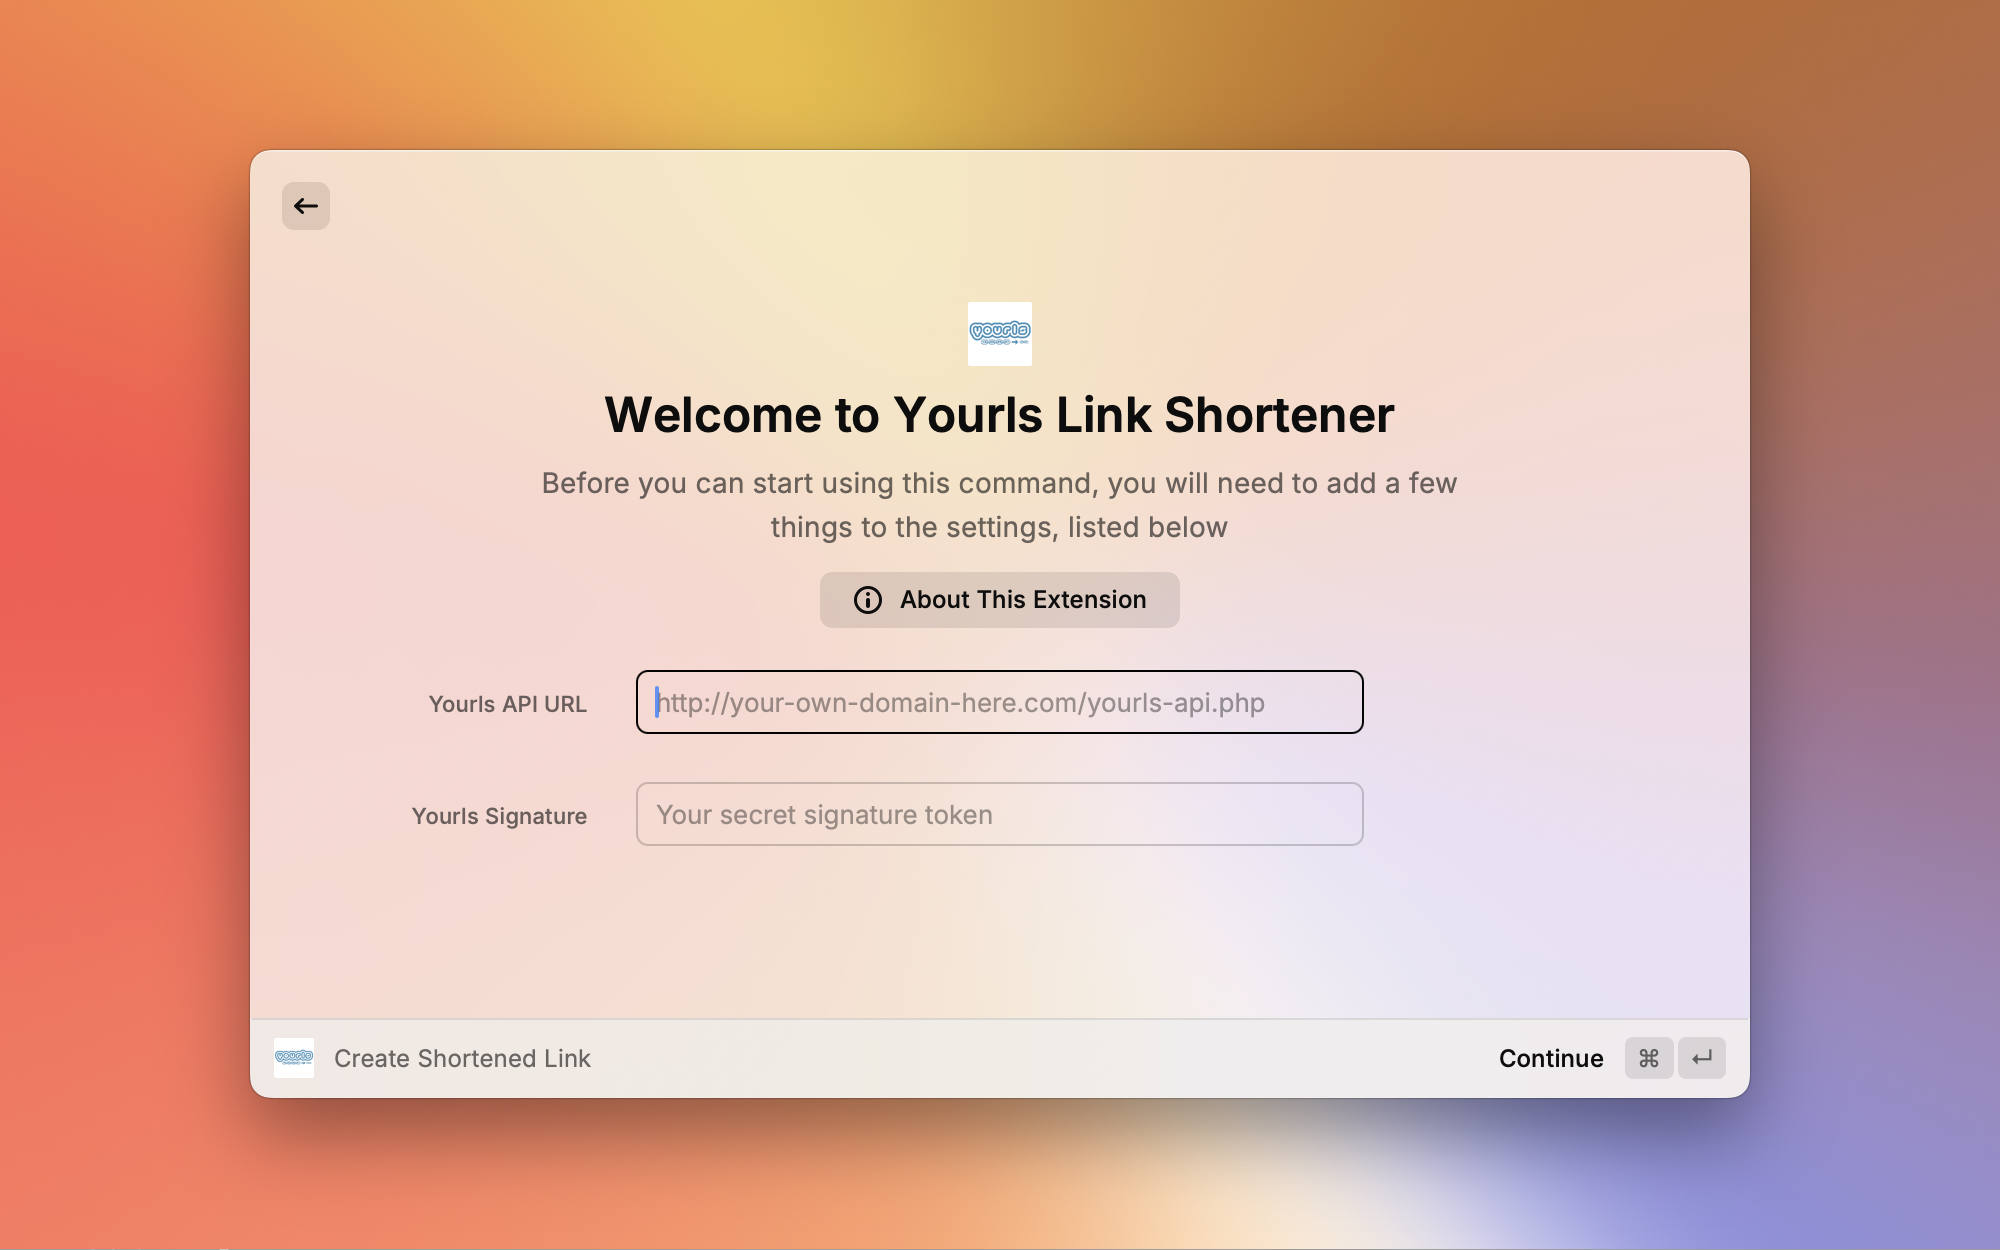 yourls
Welcome to Yourls Link Shortener
Before you can start using this command, you will need to add a few
things to the settings, listed below
About This Extension
Yourls API URL
http://your-own-domain-here.com/yourls-api.php
Yourls Signature
Your secret signature token
yourls
Create Shortened Link
Continue ⌘ ↵